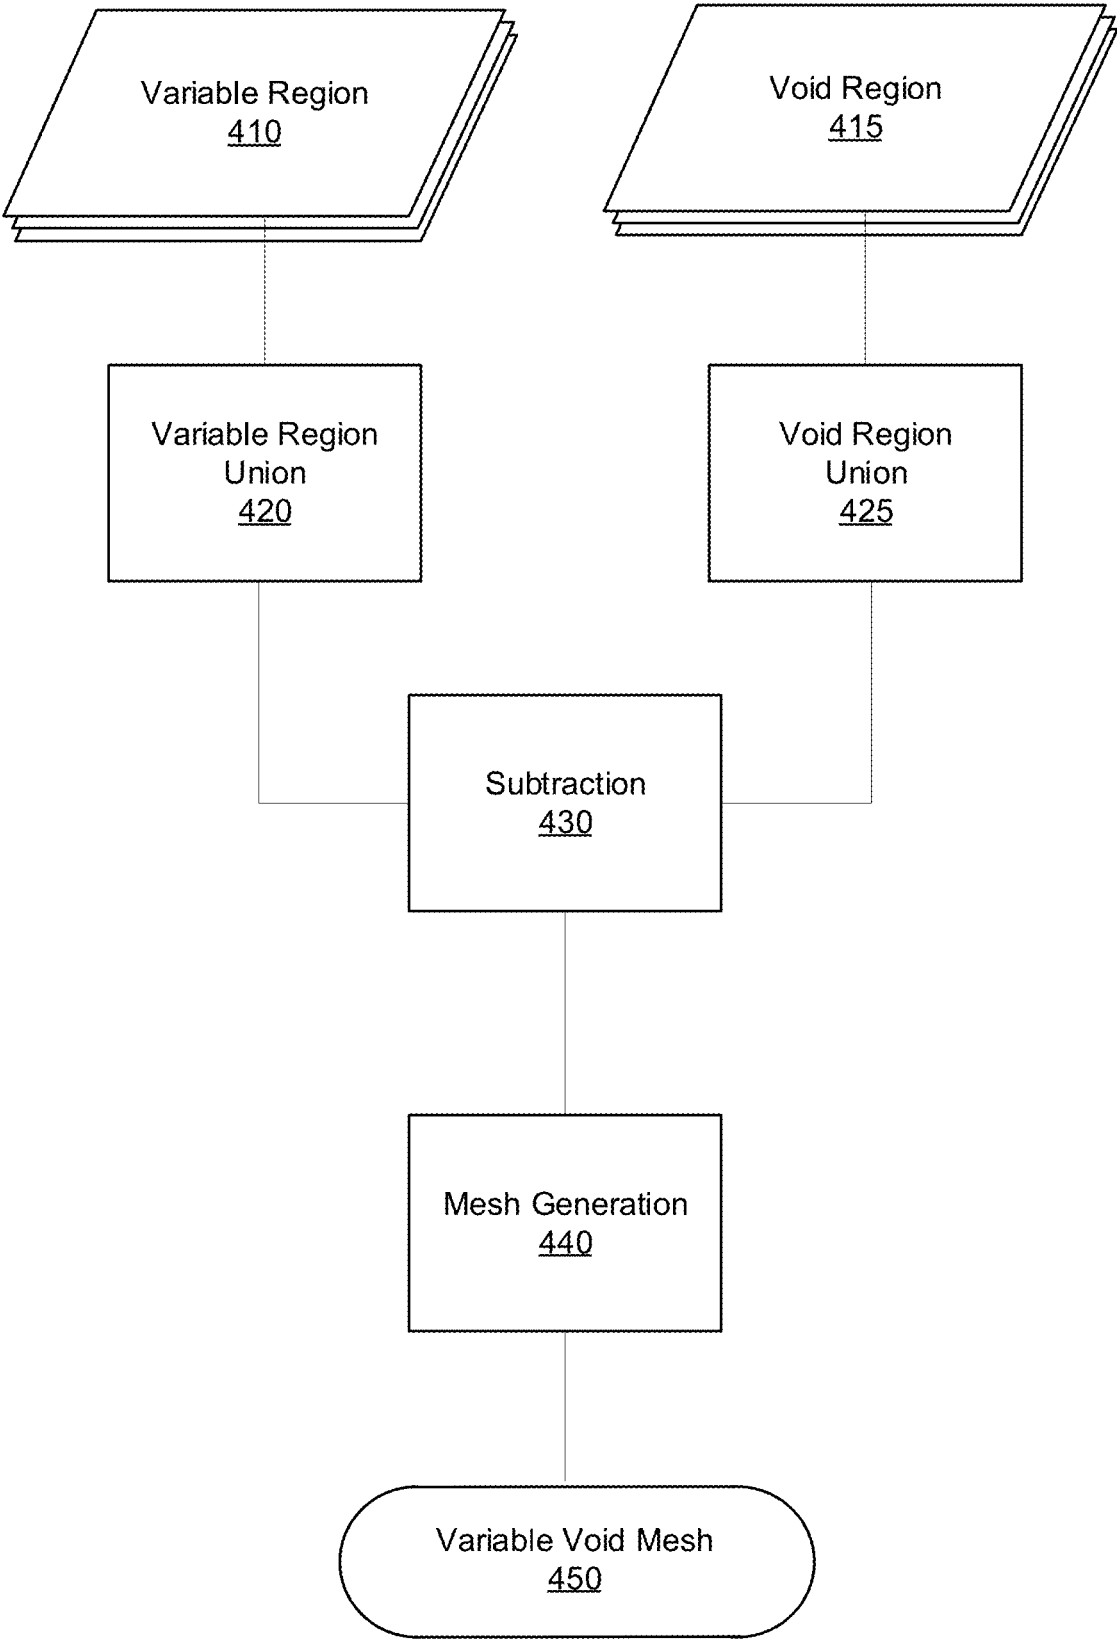 Variable Region
410
Void Region
415
Variable Region
Union
420
Void Region
Union
425
Subtraction
430
Mesh Generation
440
Variable Void Mesh
450